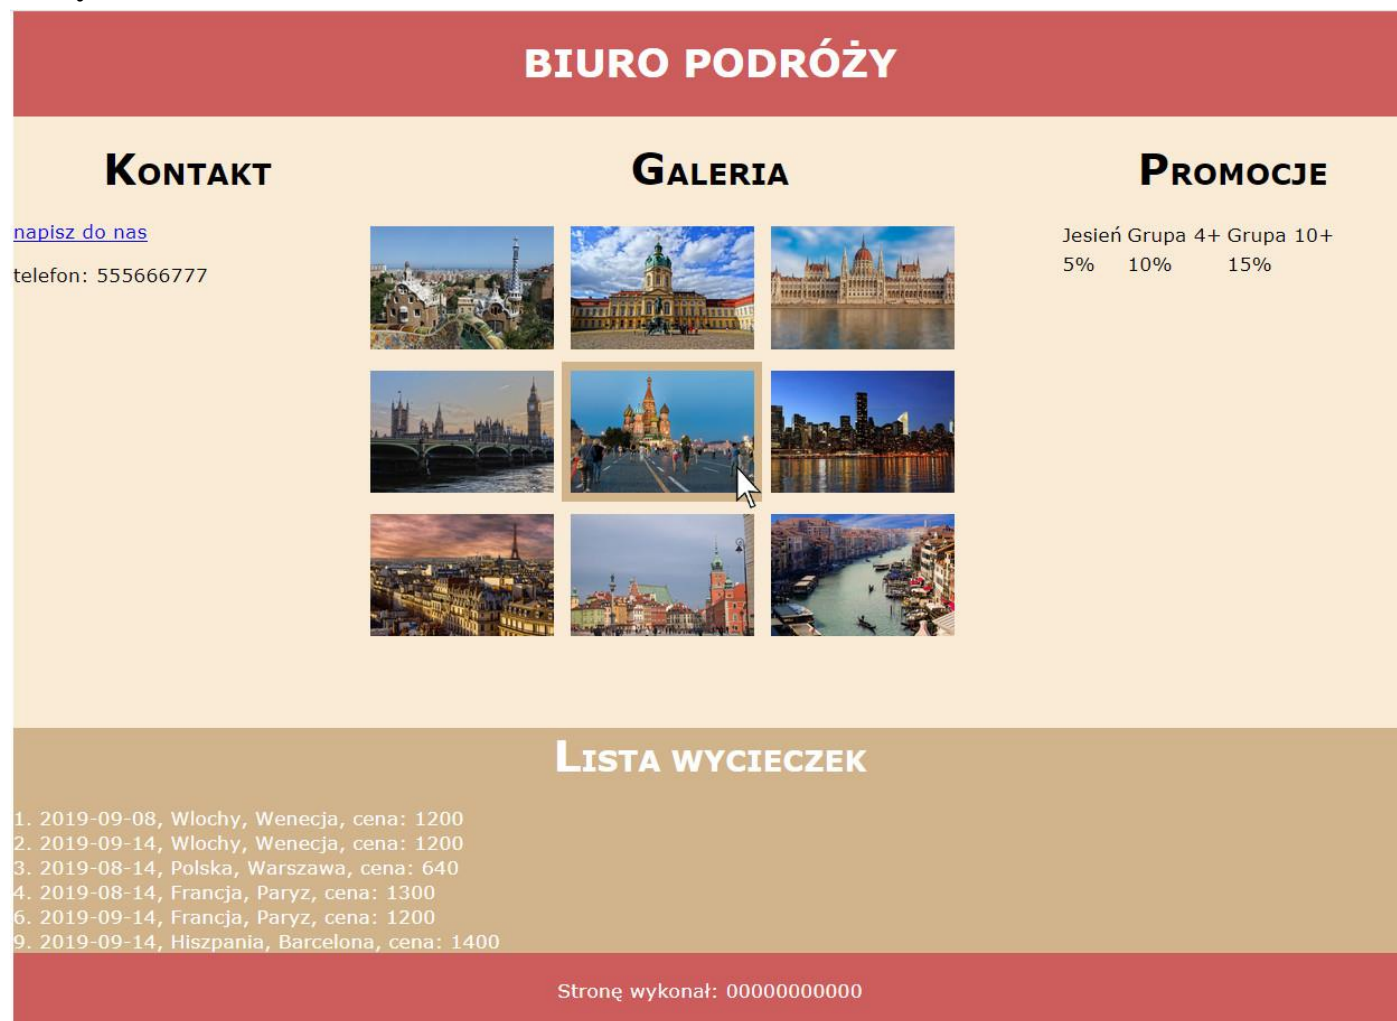 BIURO PODRÓŻY
Kontakt
napisz do nas
telefon: 555666777
Galeria
Promocje
Jesień Grupa 4+ Grupa 10+
5% 10% 15%
Lista wycieczek
1. 2019-09-08, Wlochy, Wenecja, cena: 1200
2. 2019-09-14, Wlochy, Wenecja, cena: 1200
3. 2019-08-14, Polska, Warszawa, cena: 640
4. 2019-08-14, Francja, Paryz, cena: 1300
6. 2019-09-14, Francja, Paryz, cena: 1200
9. 2019-09-14, Hiszpania, Barcelona, cena: 1400
Stronę wykonał: 00000000000